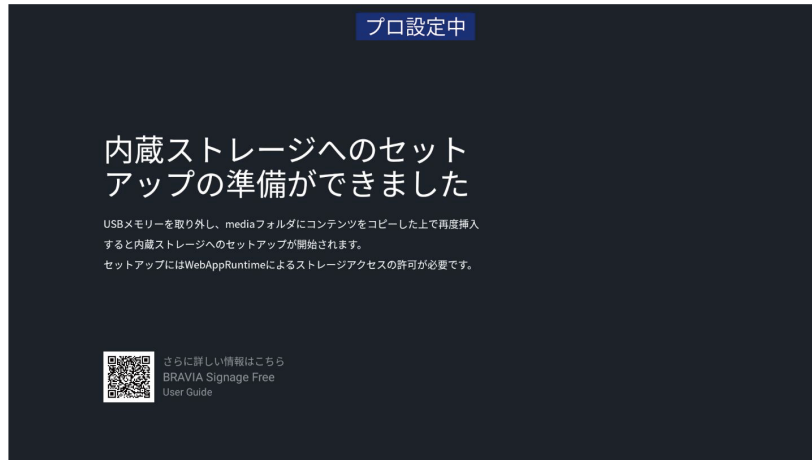 プロ設定中
内蔵ストレージへのセット
アップの準備ができました
USBメモリーを取り外し、mediaフォルダにコンテンツをコピーした上で再度挿入
すると内蔵ストレージへのセットアップが開始されます。
セットアップにはWebAppRuntimeによるストレージアクセスの許可が必要です。
さらに詳しい情報はこちら
BRAVIA Signage Free
User Guide